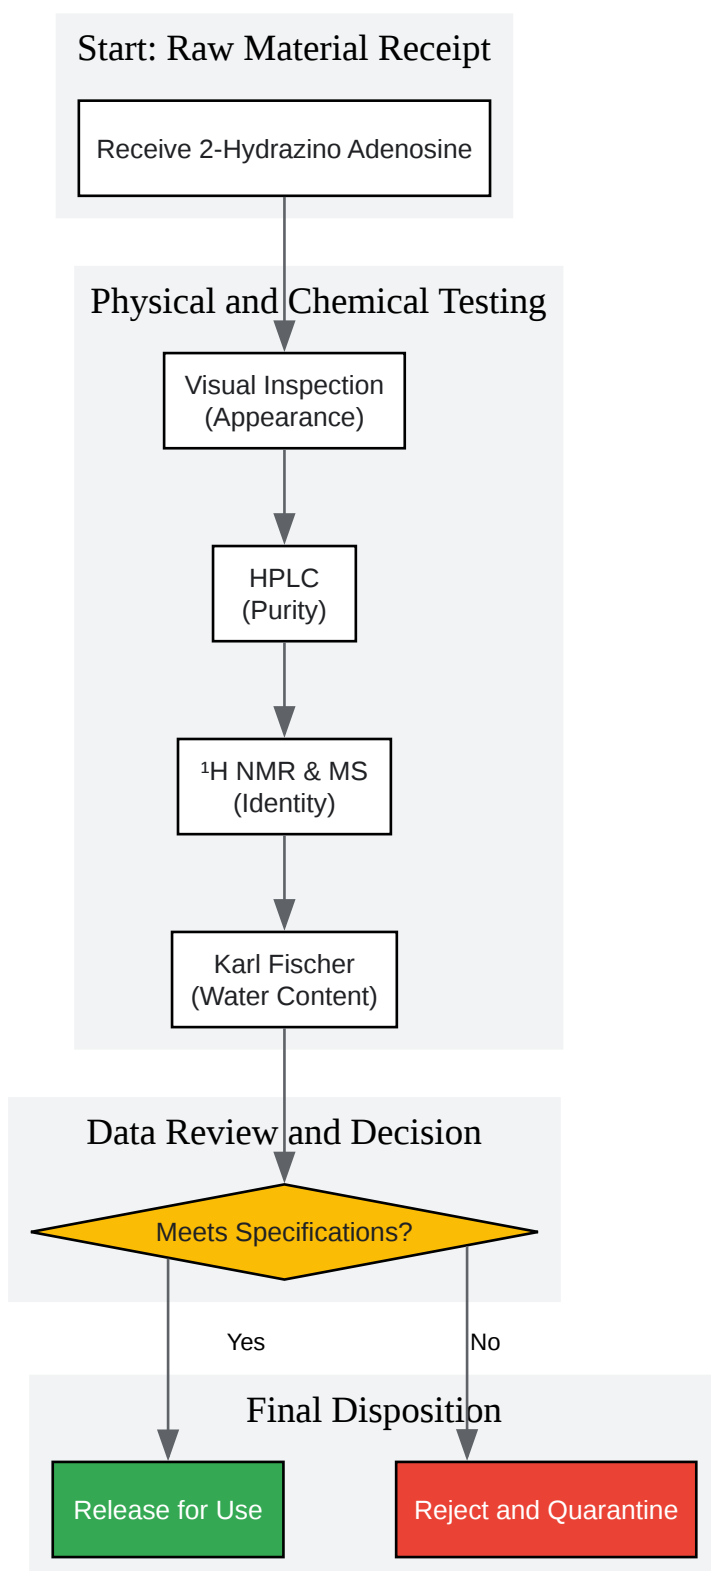 Start: Raw Material Receipt
Receive 2-Hydrazino Adenosine
Physical and Chemical Testing
Visual Inspection
(Appearance)
HPLC
(Purity)
¹H NMR & MS
(Identity)
Karl Fischer
(Water Content)
Data Review and Decision
Meets Specifications?
Yes
No
Final Disposition
Release for Use
Reject and Quarantine